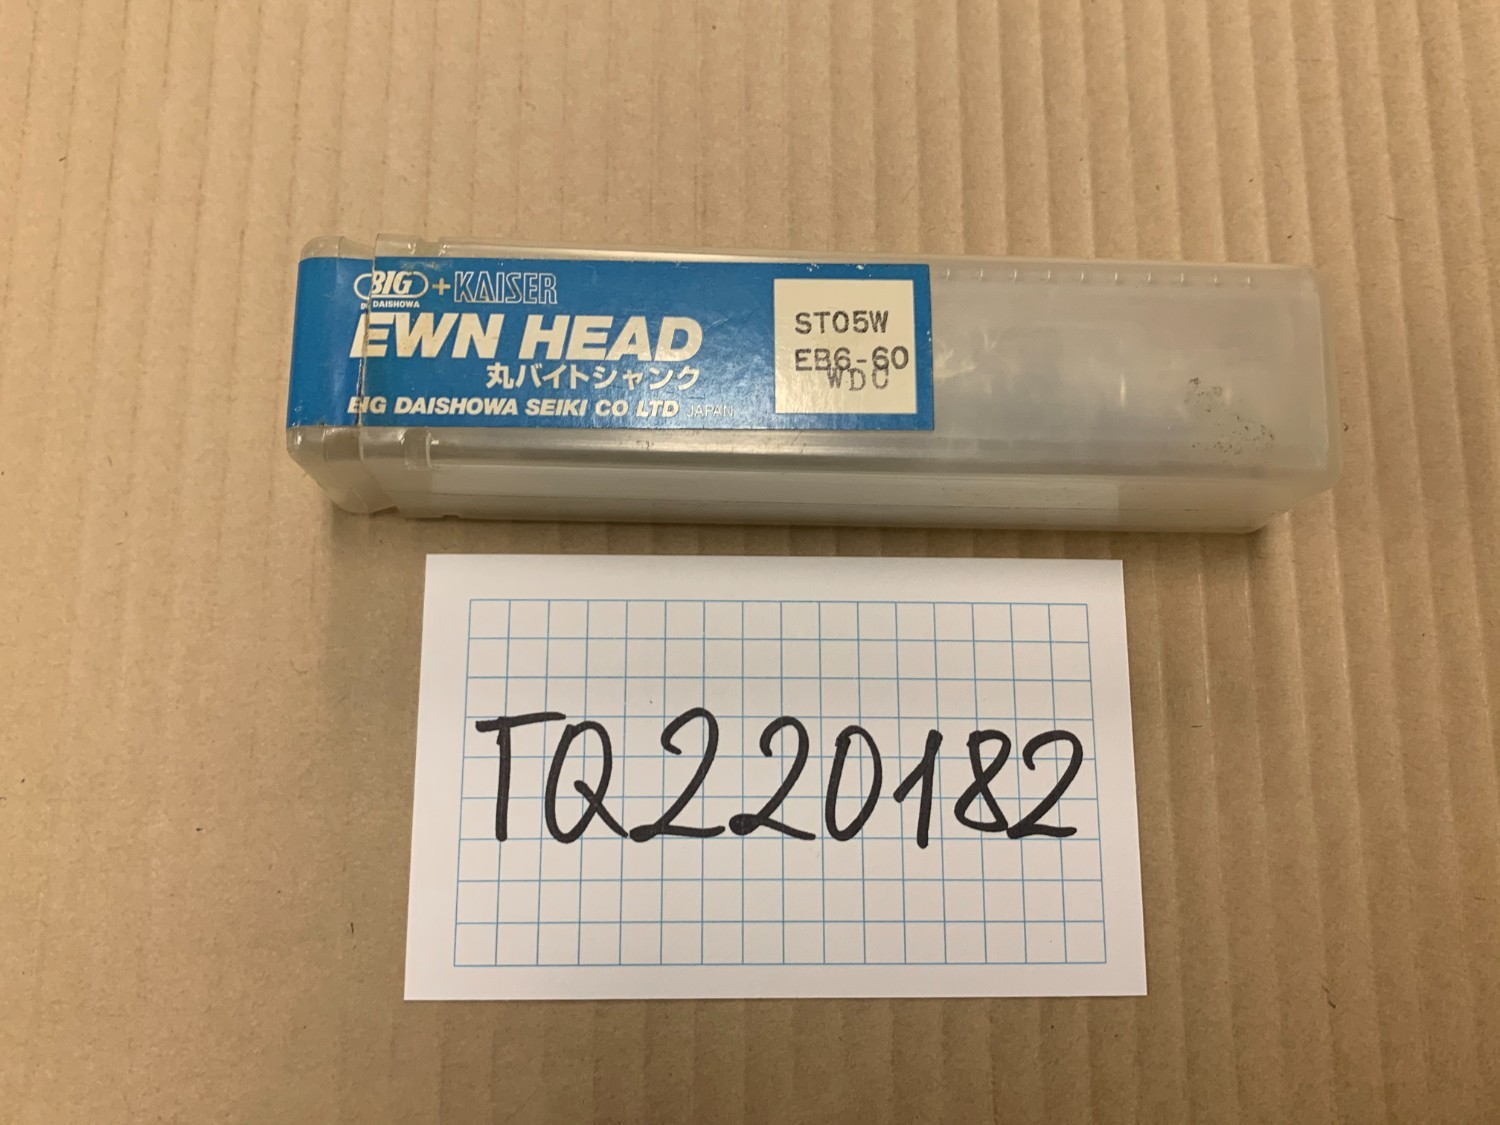 BIG+KAISER
BIG DAISHOWA
EWN HEAD
丸バイトシャンク
BIG DAISHOWA SEIKI CO LTD JAPAN
ST05W
EB6-60
WDC
TQ220182